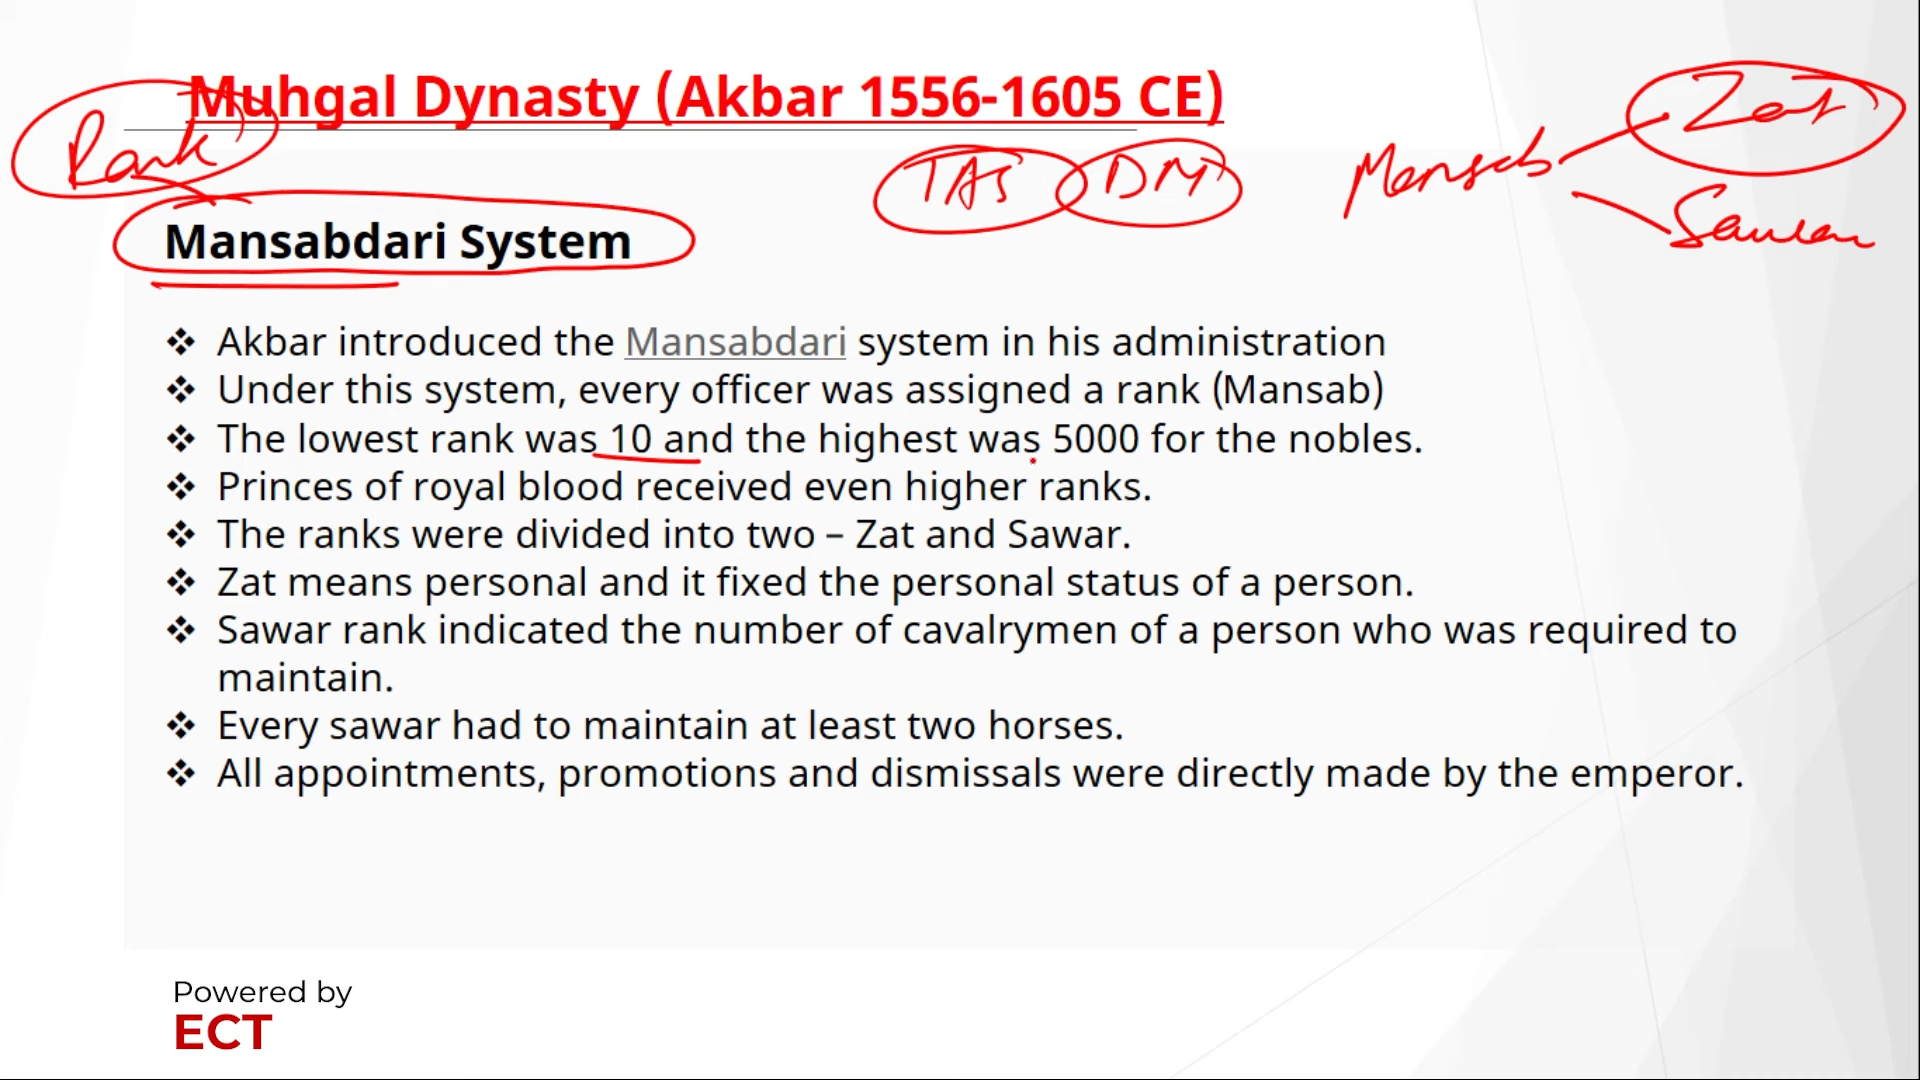 Muhgal Dynasty (Akbar 1556-1605 CE)
Rank
IAS DM
Mansab
Zat
Sawar
Mansabdari System
❖ Akbar introduced the Mansabdari system in his administration
❖ Under this system, every officer was assigned a rank (Mansab)
❖ The lowest rank was 10 and the highest was 5000 for the nobles.
❖ Princes of royal blood received even higher ranks.
❖ The ranks were divided into two – Zat and Sawar.
❖ Zat means personal and it fixed the personal status of a person.
❖ Sawar rank indicated the number of cavalrymen of a person who was required to
maintain.
❖ Every sawar had to maintain at least two horses.
❖ All appointments, promotions and dismissals were directly made by the emperor.
Powered by
ECT